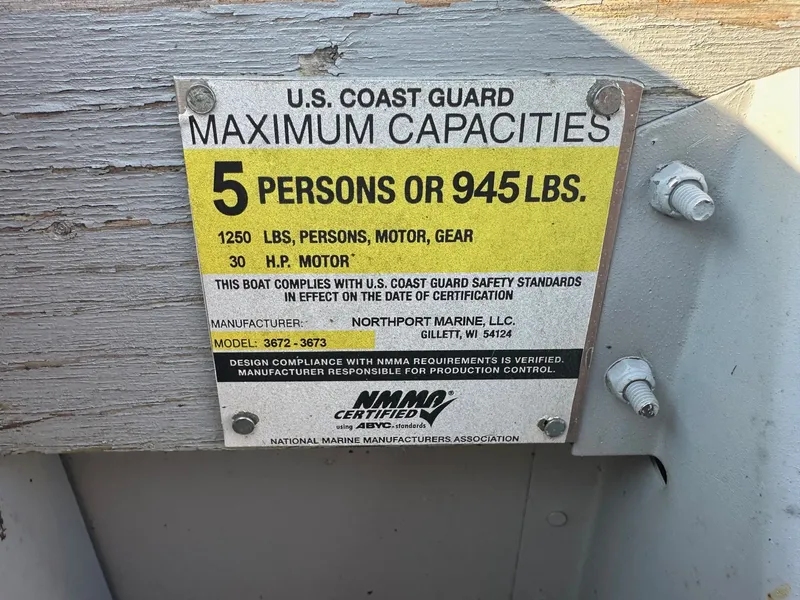 U.S. COAST GUARD
MAXIMUM CAPACITIES
5 PERSONS OR 945 LBS.
1250 LBS, PERSONS, MOTOR, GEAR
30 H.P. MOTOR*
THIS BOAT COMPLIES WITH U.S. COAST GUARD SAFETY STANDARDS
IN EFFECT ON THE DATE OF CERTIFICATION
MANUFACTURER: NORTHPORT MARINE, LLC.
GILLETT, WI 54124
MODEL: 3672 - 3673
DESIGN COMPLIANCE WITH NMMA REQUIREMENTS IS VERIFIED.
MANUFACTURER RESPONSIBLE FOR PRODUCTION CONTROL.
NMMA®
CERTIFIED
using ABYC standards
NATIONAL MARINE MANUFACTURERS ASSOCIATION